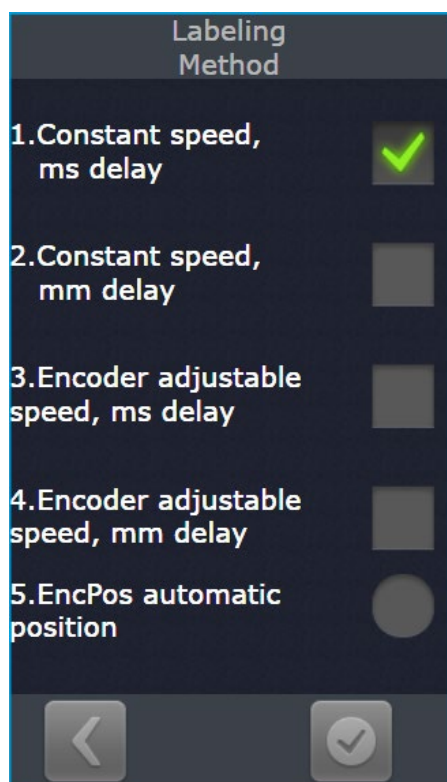 Labeling
Method
1.Constant speed,
ms delay
2.Constant speed,
mm delay
3.Encoder adjustable
speed, ms delay
4.Encoder adjustable
speed, mm delay
5.EncPos automatic
position